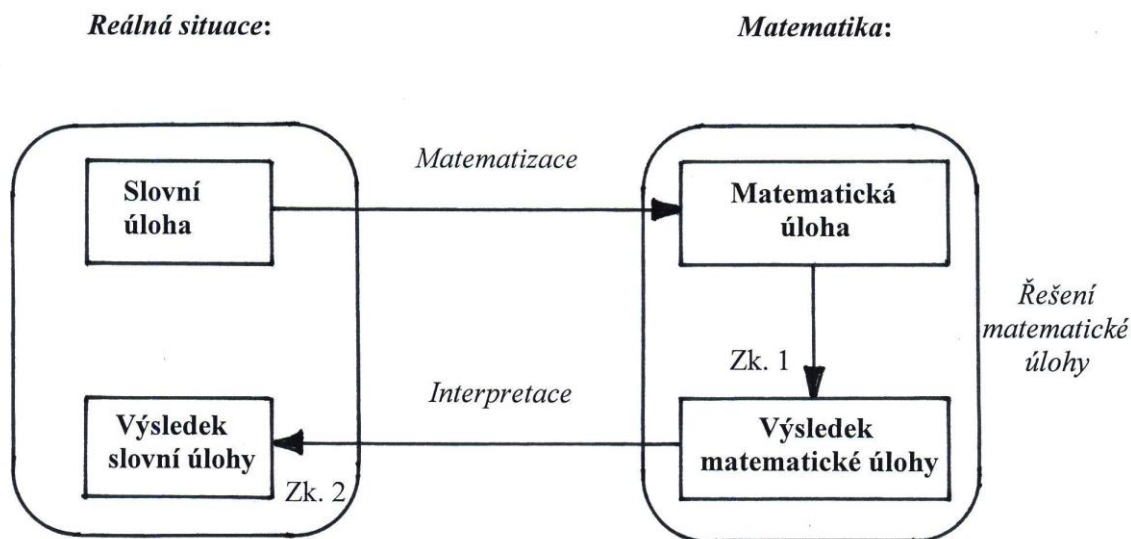 Reálná situace:
Matematika:
Matematizace
Slovní
úloha
Matematická
úloha
Řešení
matematické
úlohy
Zk. 1
Interpretace
Výsledek
slovní úlohy
Výsledek
matematické úlohy
Zk. 2